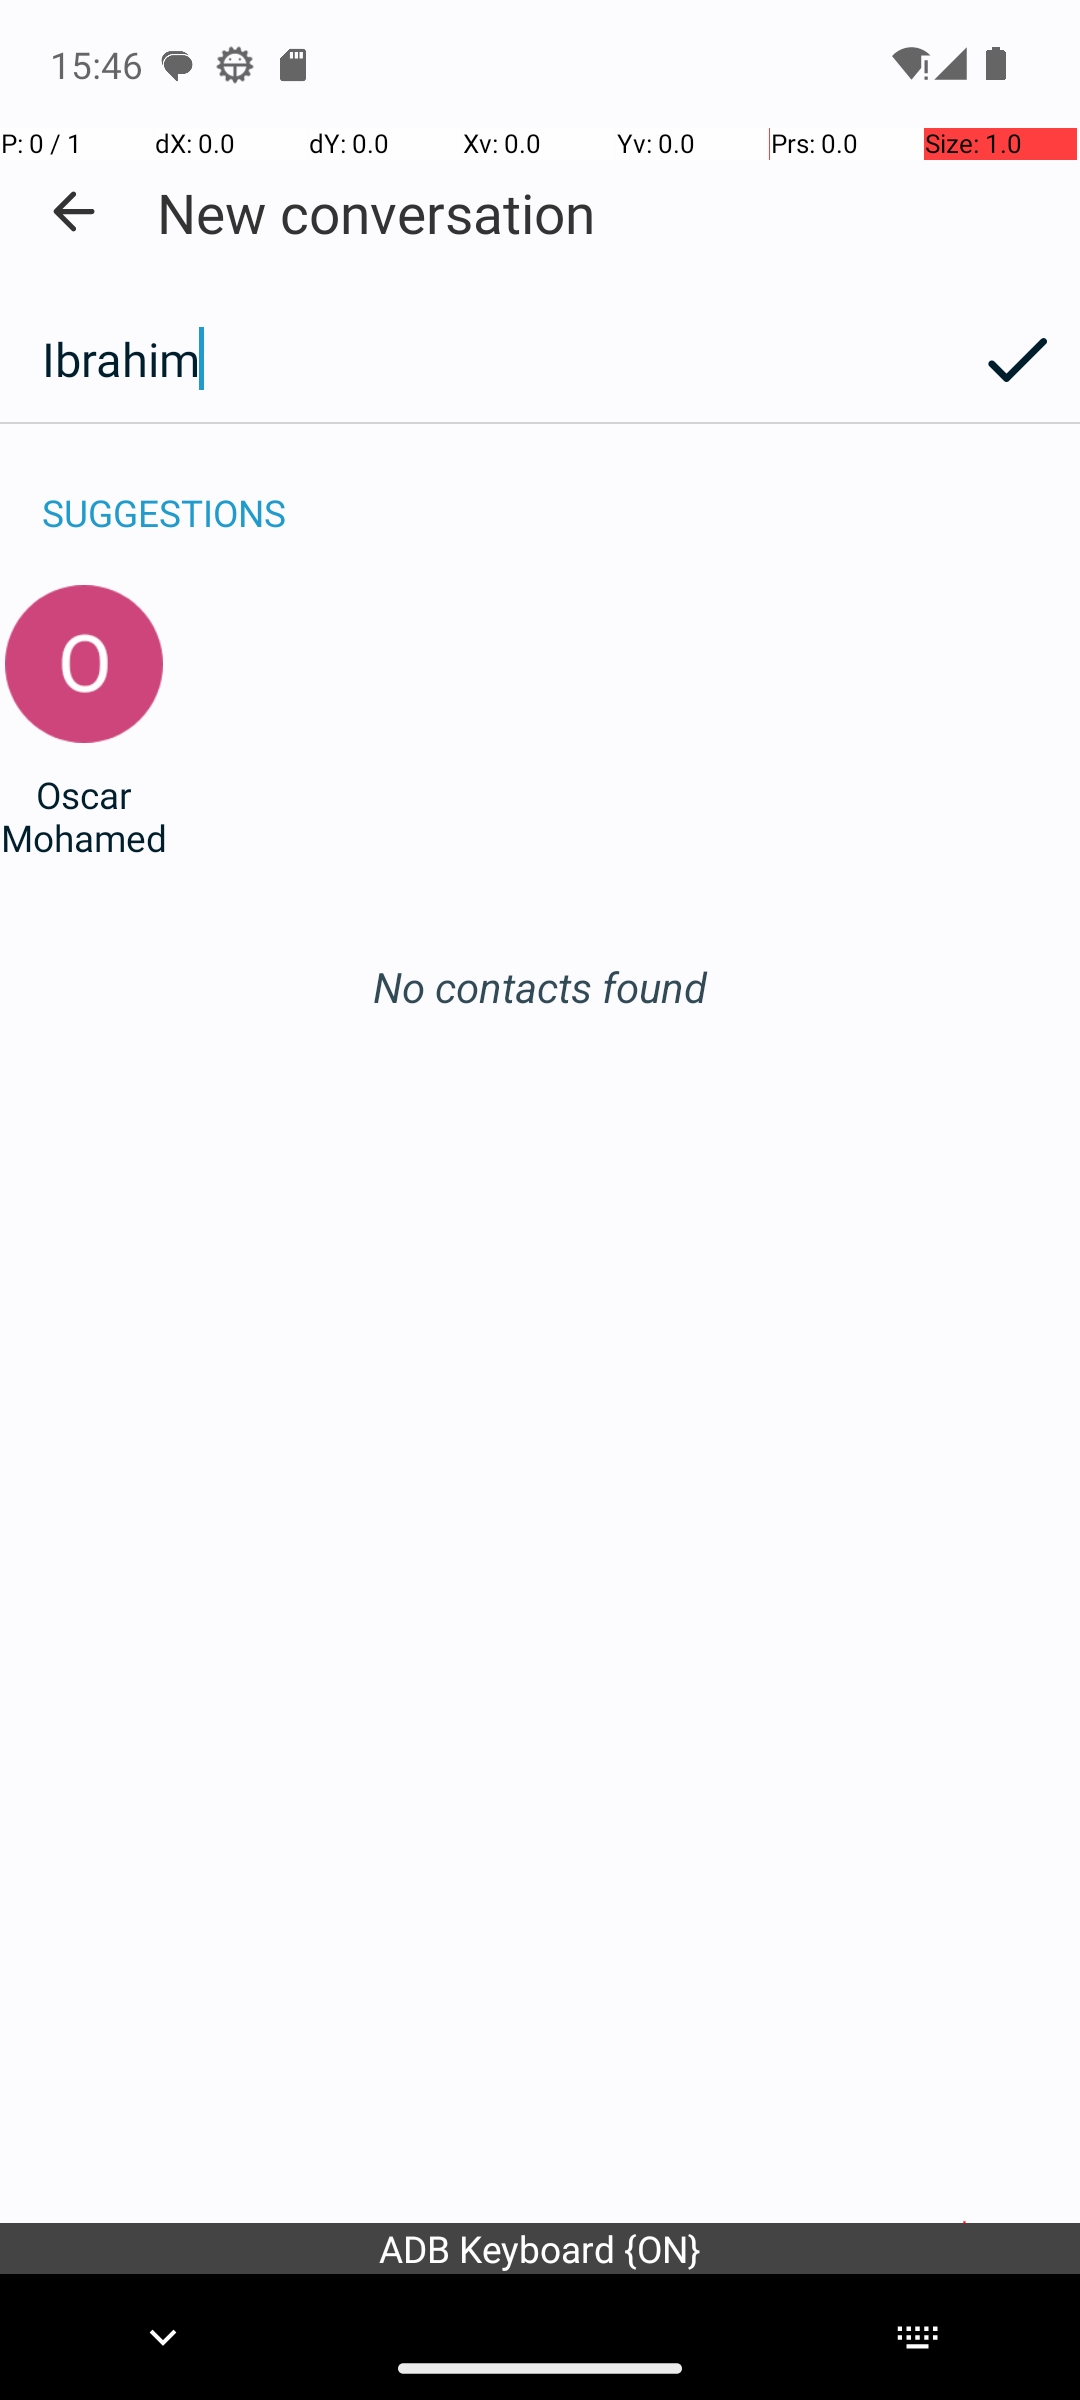 15:46
P: 0 / 1 dX: 0.0 dY: 0.0 Xv: 0.0 Yv: 0.0 Prs: 0.0 Size: 1.0
New conversation
Ibrahim
SUGGESTIONS
O
Oscar
Mohamed
No contacts found
ADB Keyboard {ON}